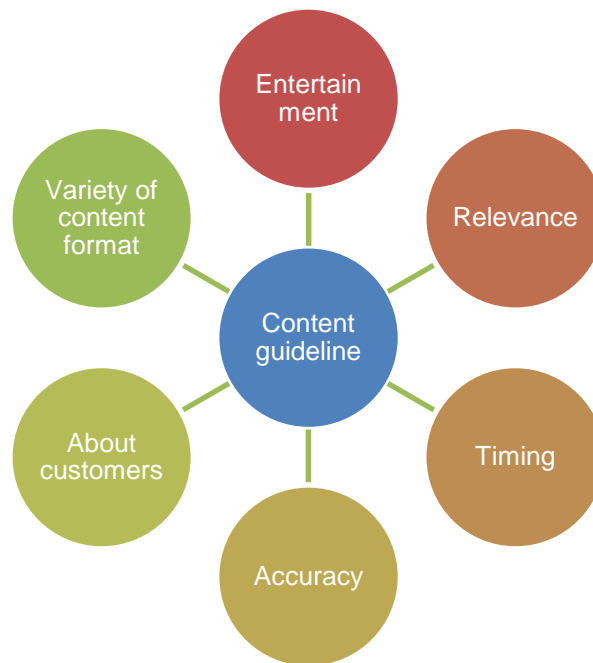 Entertain
ment
Relevance
Timing
Accuracy
About
customers
Variety of
content
format
Content
guideline